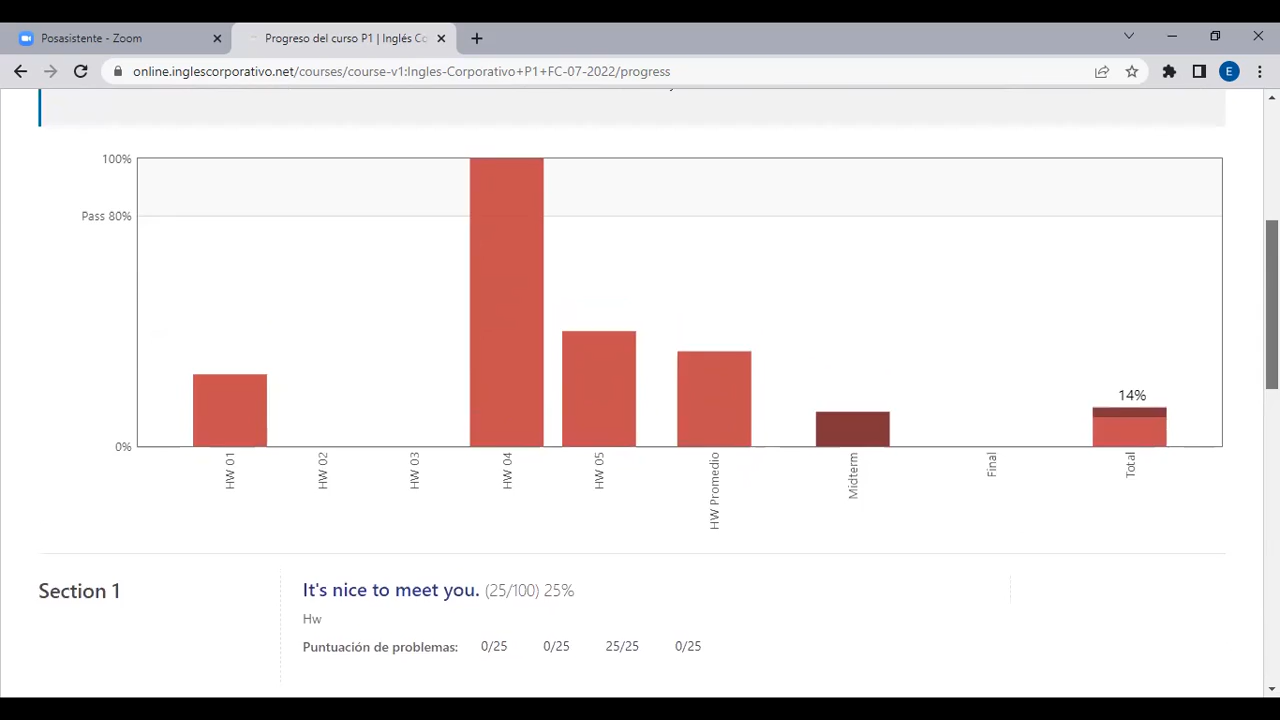 Posasistente - Zoom
Progreso del curso P1 | Inglés Co
online.inglescorporativo.net/courses/course-v1:Ingles-Corporativo+P1+FC-07-2022/progress
E
100%
Pass 80%
0%
14%
HW 01
HW 02
HW 03
HW 04
HW 05
HW Promedio
Midterm
Final
Total
Section 1
It's nice to meet you. (25/100) 25%
Hw
Puntuación de problemas: 0/25 0/25 25/25 0/25